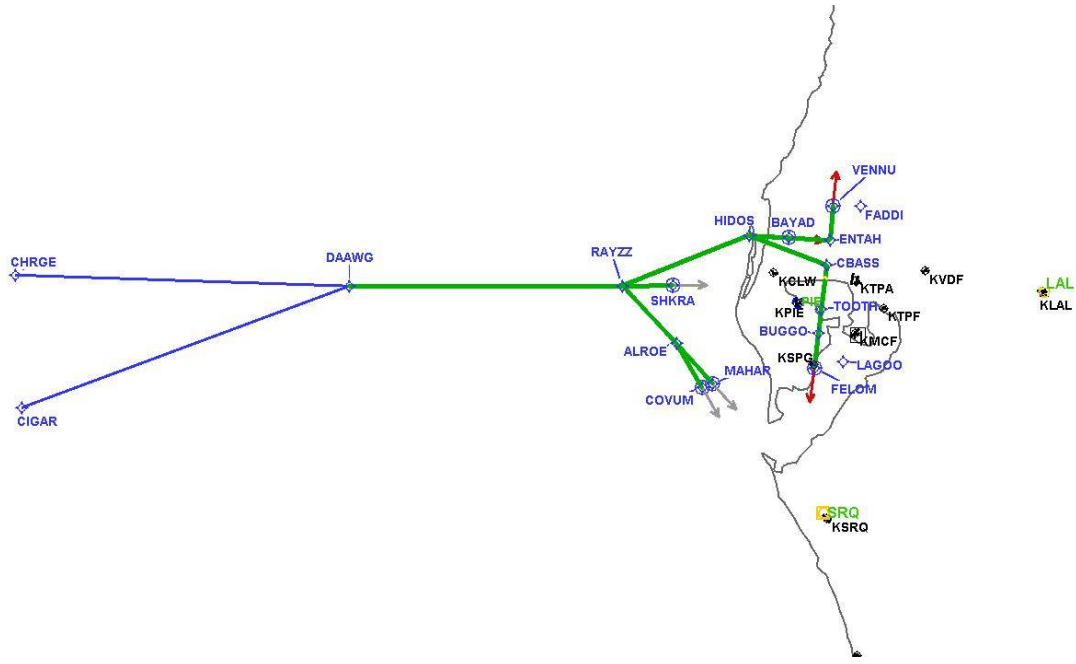 VENNU
FADDI
HIDOS
BAYAD
ENTAH
CHRGE
DAAWG
RAYZZ
CBASS
SHKRA
KCLW
KTPA
KVDF
LAL
KLAL
PIE
KPIE
TOOTH
KTPF
BUGGO
KMCF
ALROE
KSPG
LAGOO
MAHAR
COVUM
FELOM
CIGAR
SRQ
KSRQ